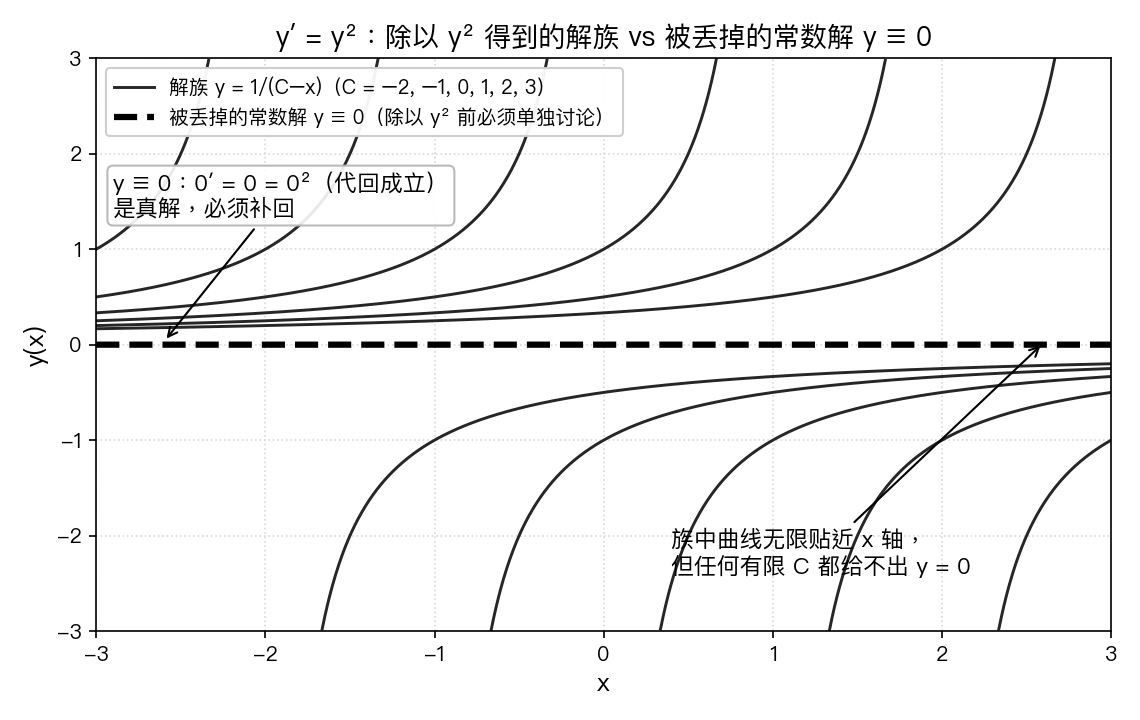 y′ = y²：除以 y² 得到的解族 vs 被丢掉的常数解 y ≡ 0
解族 y = 1/(C−x)（C = −2, −1, 0, 1, 2, 3）
被丢掉的常数解 y ≡ 0（除以 y² 前必须单独讨论）
y ≡ 0：0′ = 0 = 0²（代回成立）
是真解，必须补回
族中曲线无限贴近 x 轴，
但任何有限 C 都给不出 y = 0
y(x)
3
2
1
0
−1
−2
−3
−3
−2
−1
0
1
2
3
x